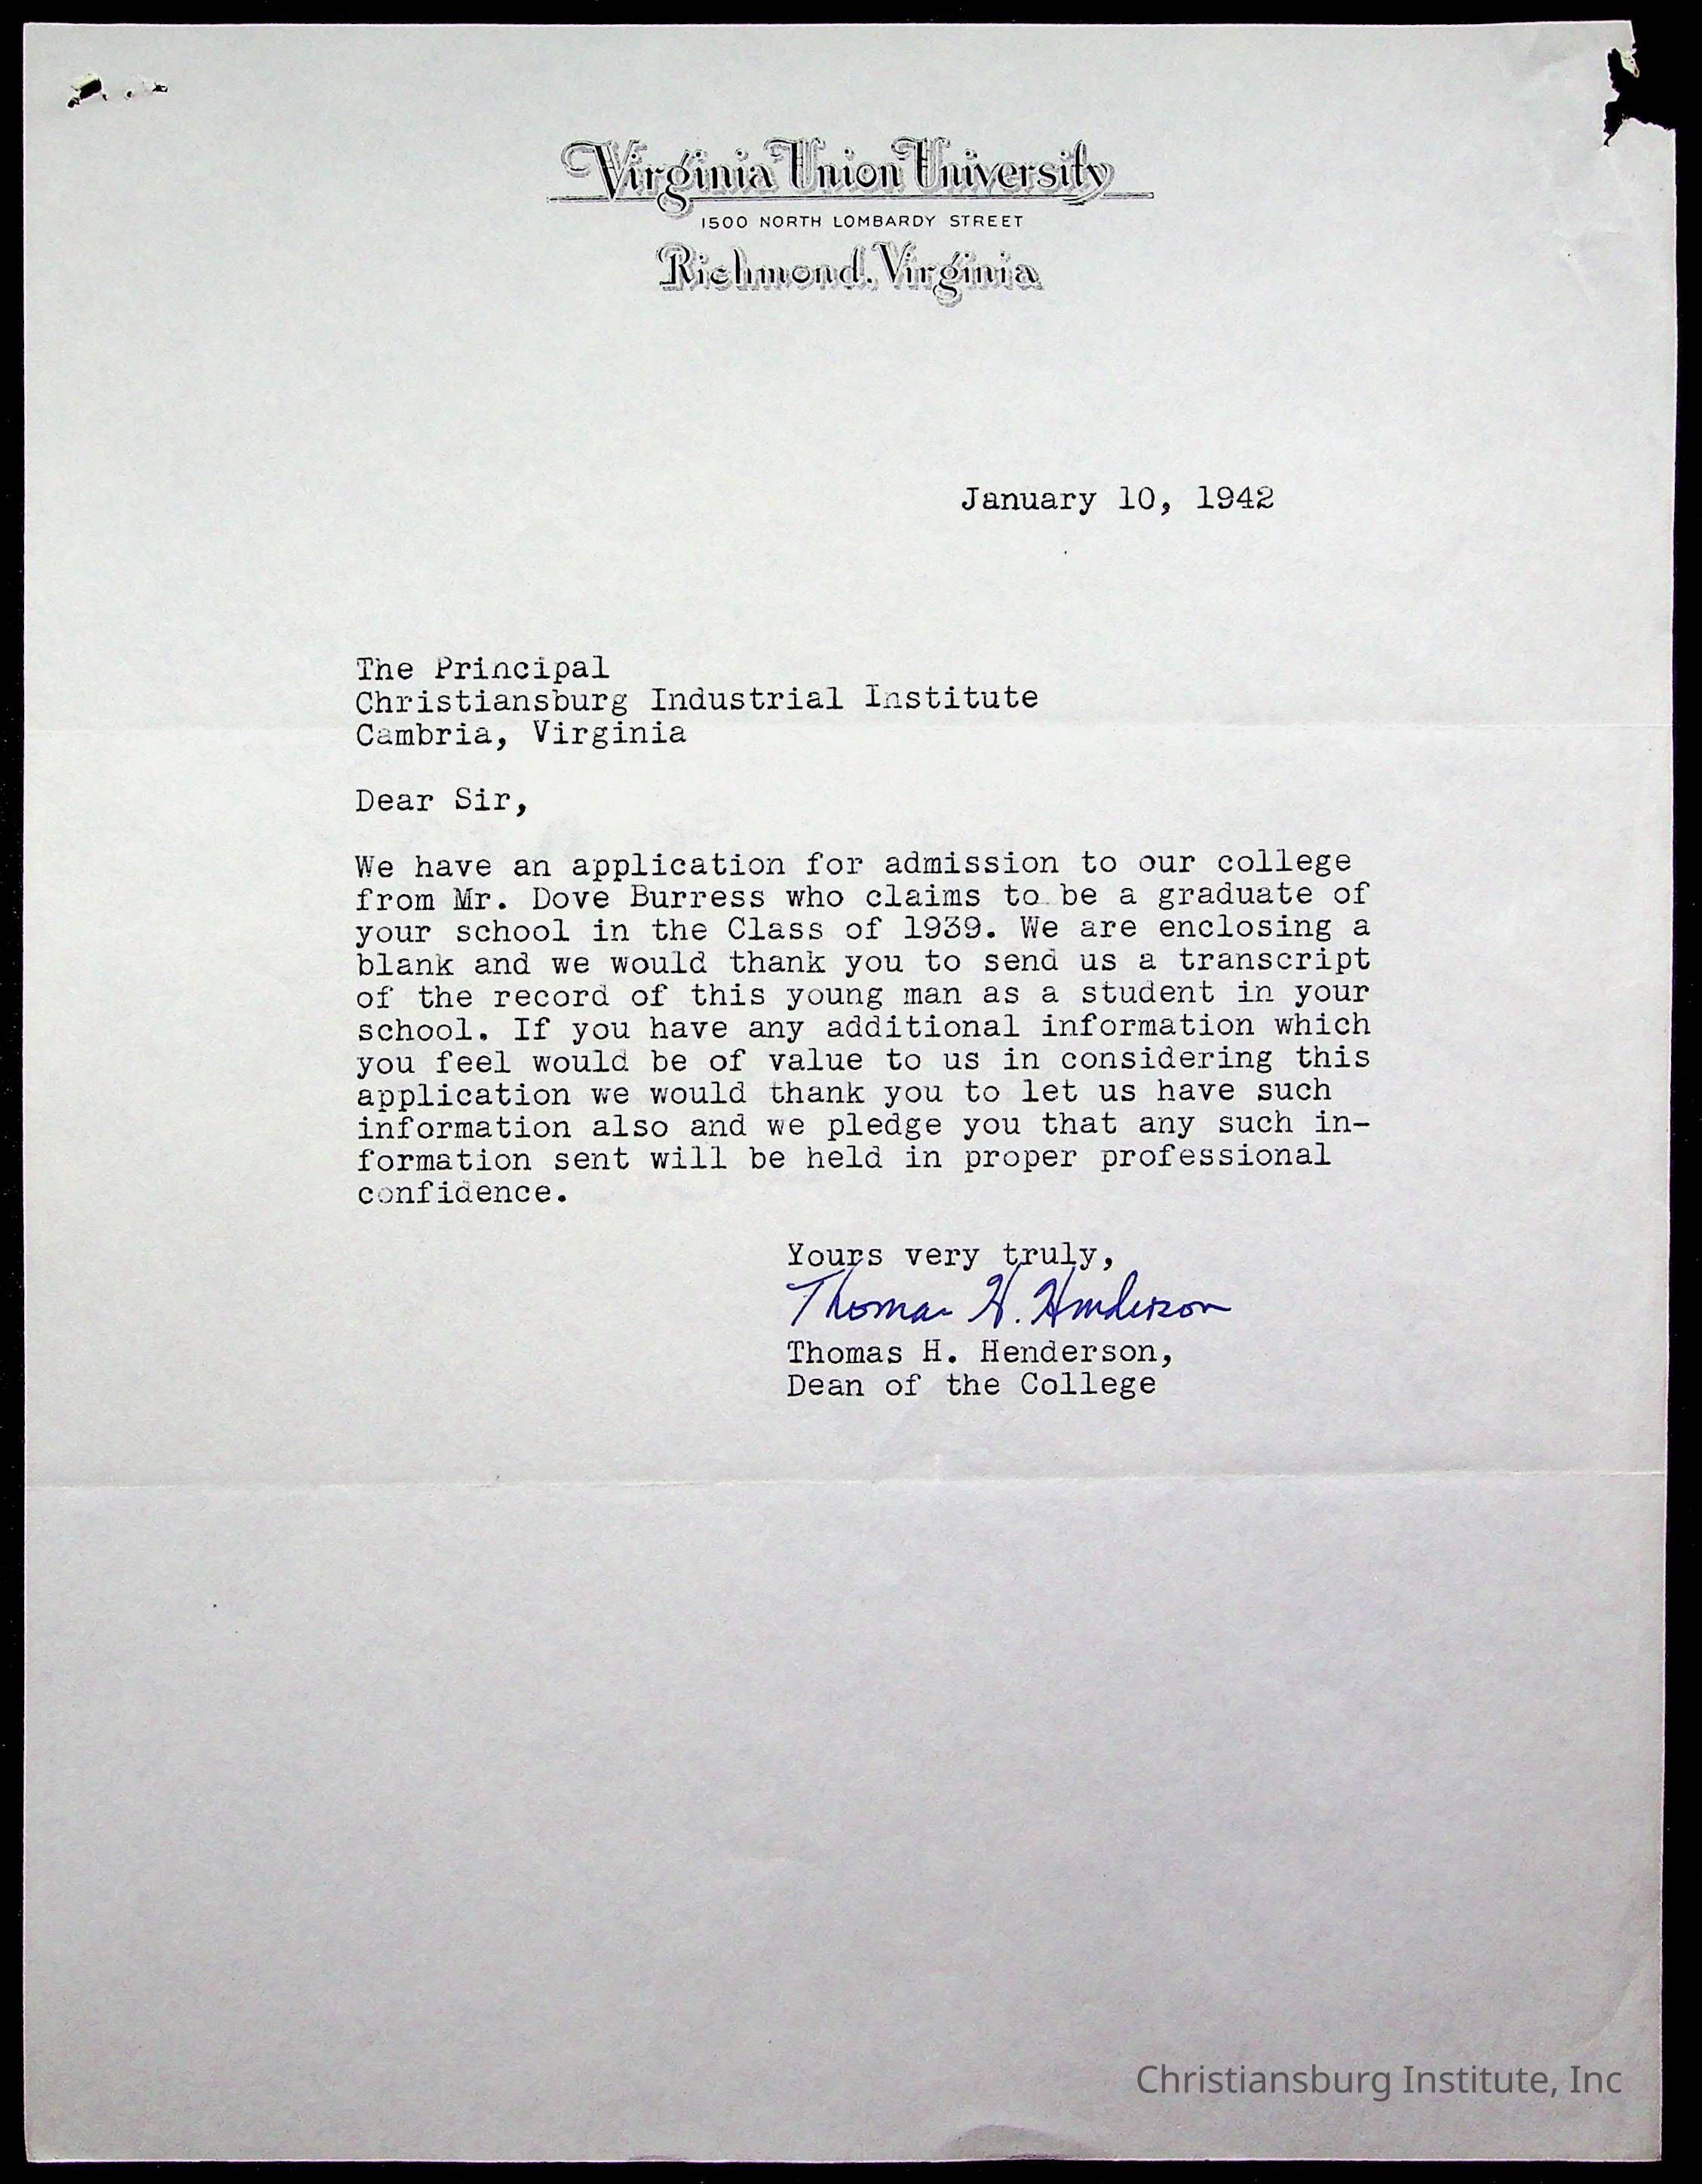 Virginia Union University
1500 NORTH LOMBARDY STREET
Richmond, Virginia
January 10, 1942
The Principal
Christiansburg Industrial Institute
Cambria, Virginia
Dear Sir,
We have an application for admission to our college
from Mr. Dove Burress who claims to be a graduate of
your school in the Class of 1939. We are enclosing a
blank and we would thank you to send us a transcript
of the record of this young man as a student in your
school. If you have any additional information which
you feel would be of value to us in considering this
application we would thank you to let us have such
information also and we pledge you that any such in-
formation sent will be held in proper professional
confidence.
Yours very truly,
Thomas H. Henderson
Thomas H. Henderson,
Dean of the College
Christiansburg Institute, Inc